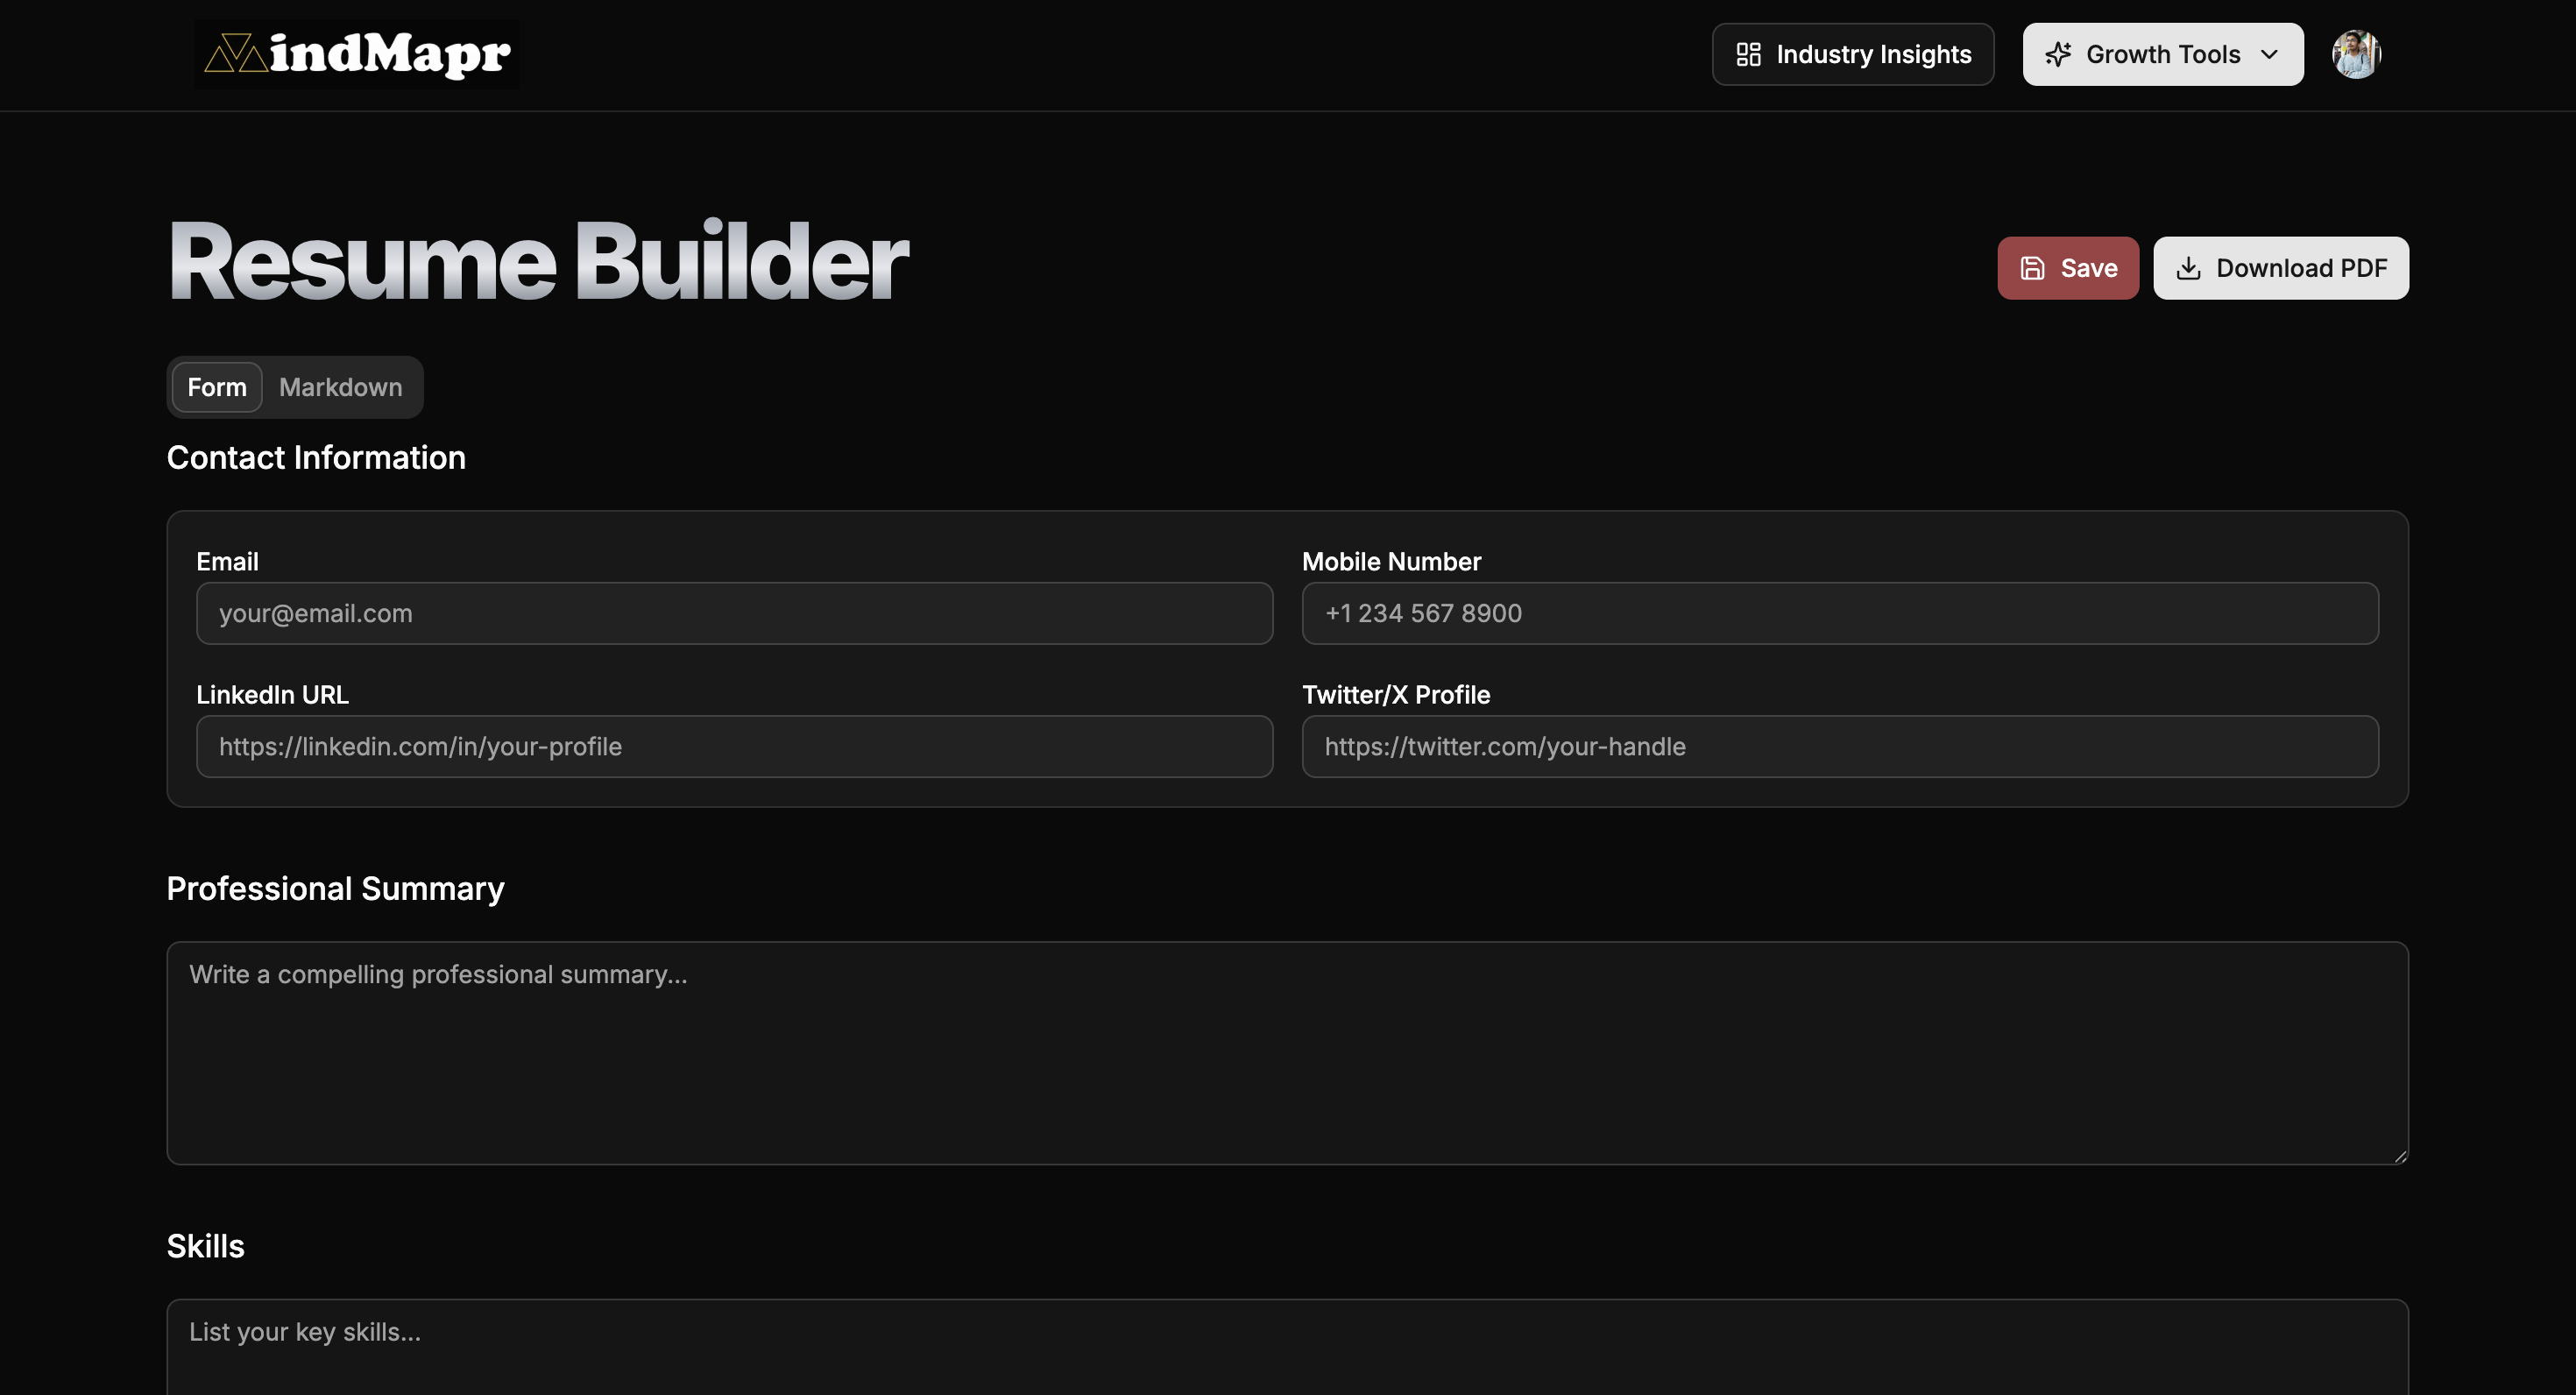 MindMapr
Industry Insights
Growth Tools
Resume Builder
Save
Download PDF
Form
Markdown
Contact Information
Email
Mobile Number
your@email.com
+1 234 567 8900
LinkedIn URL
Twitter/X Profile
https://linkedin.com/in/your-profile
https://twitter.com/your-handle
Professional Summary
Write a compelling professional summary...
Skills
List your key skills...